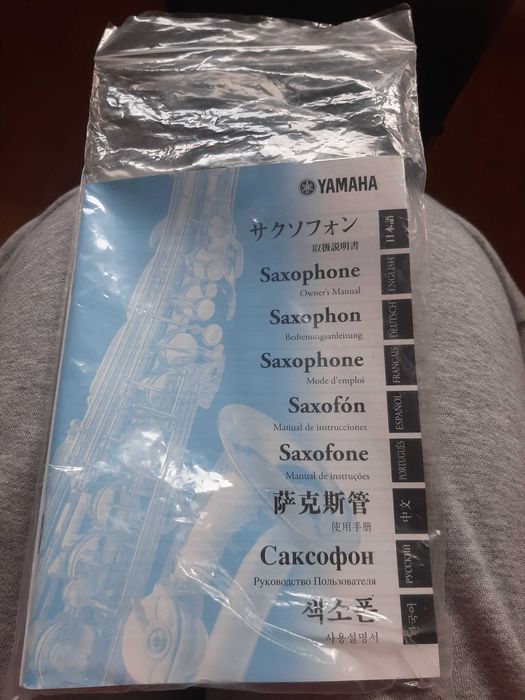 YAMAHA
サクソフォン
取扱説明書
日本語
Saxophone
Owner's Manual
ENGLISH
Saxophon
Bedienungsanleitung
DEUTSCH
Saxophone
Mode d'emploi
FRANÇAIS
Saxofón
Manual de instrucciones
ESPAÑOL
Saxofone
Manual de instruções
PORTUGUÊS
萨克斯管
使用手册
中文
Саксофон
Руководство Пользователя
РУССКИЙ
색소폰
사용설명서
한국어